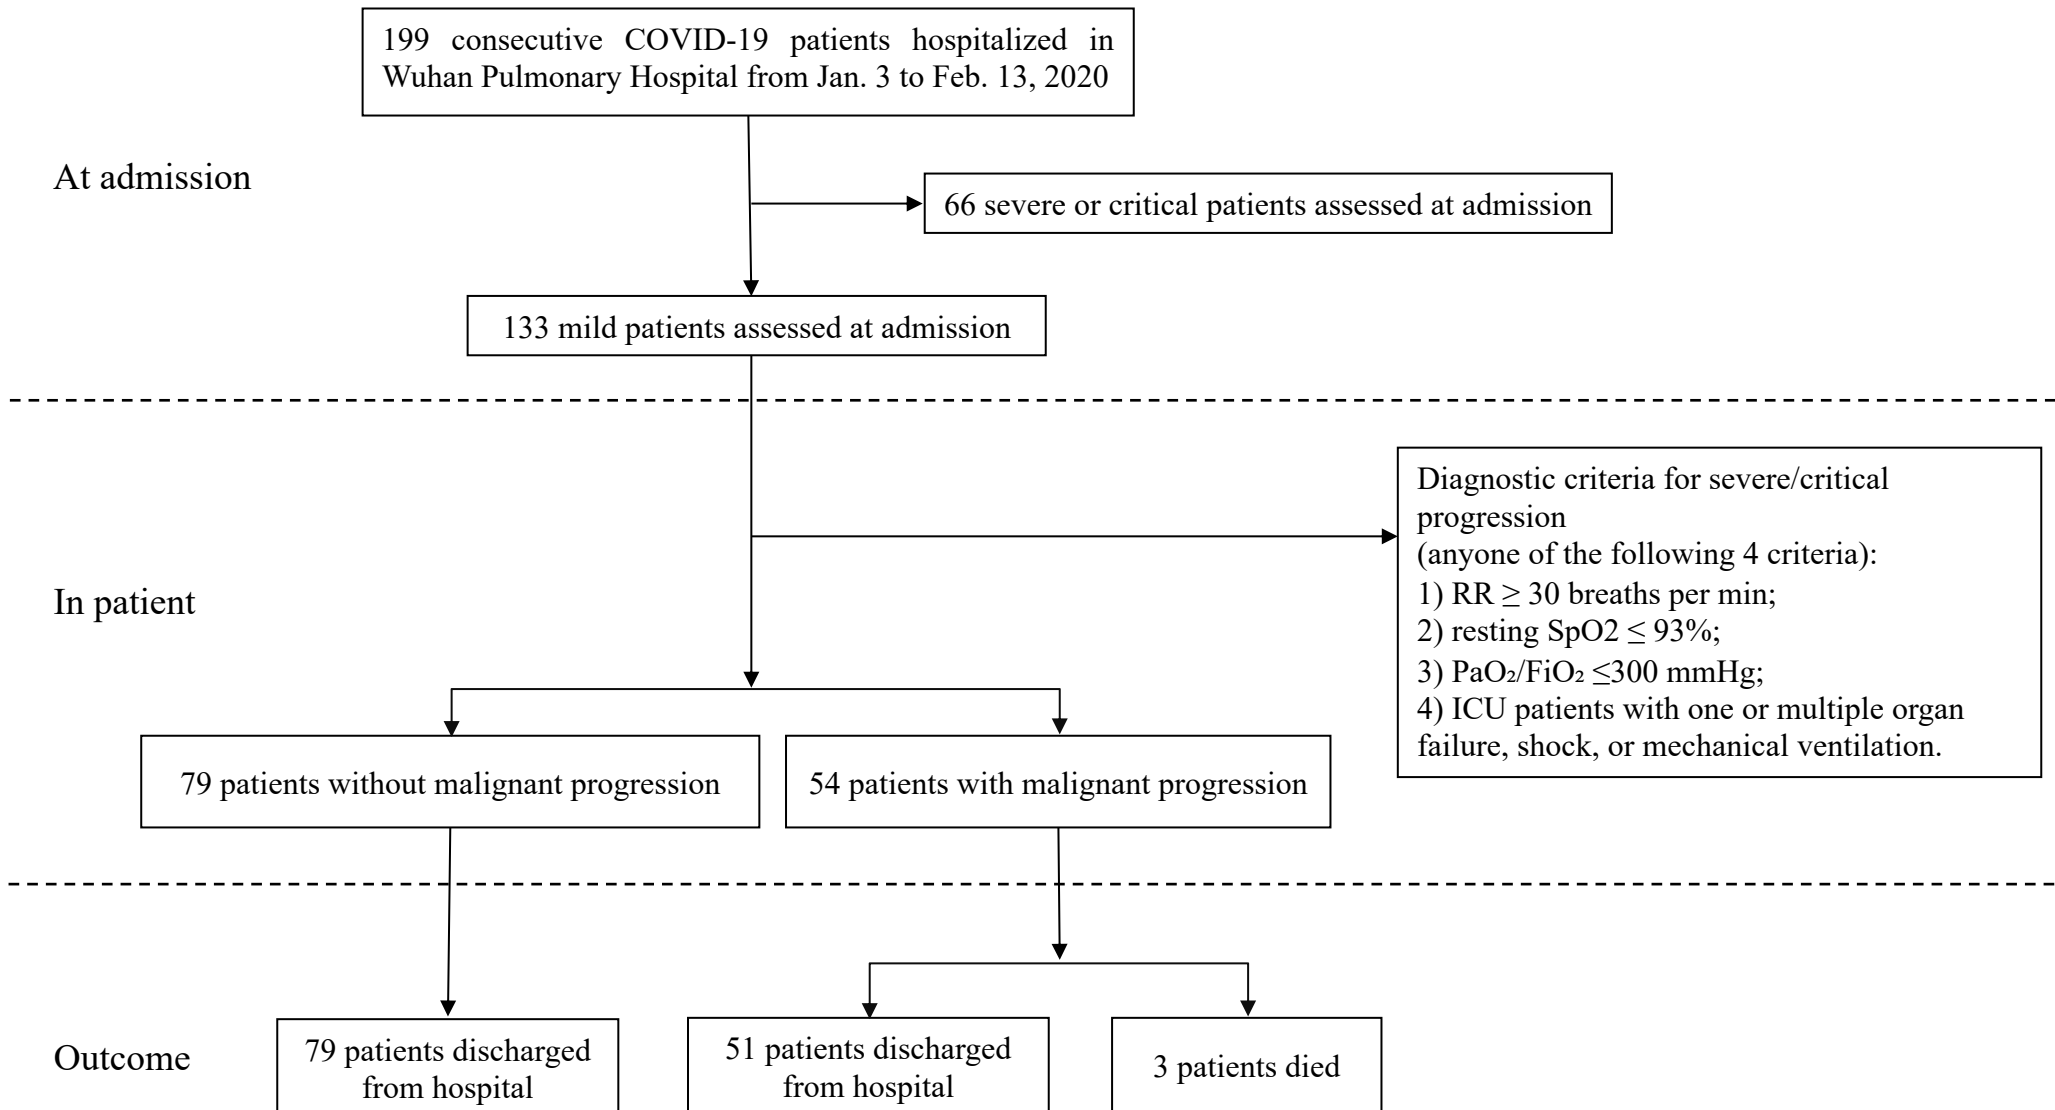 199 consecutive COVID-19 patients hospitalized in
Wuhan Pulmonary Hospital from Jan. 3 to Feb. 13, 2020
At admission
66 severe or critical patients assessed at admission
133 mild patients assessed at admission
Diagnostic criteria for severe/critical
progression
(anyone of the following 4 criteria):
1) RR ≥ 30 breaths per min;
2) resting SpO2 ≤ 93%;
3) PaO₂/FiO₂ ≤300 mmHg;
4) ICU patients with one or multiple organ
failure, shock, or mechanical ventilation.
In patient
79 patients without malignant progression
54 patients with malignant progression
Outcome
79 patients discharged
from hospital
51 patients discharged
from hospital
3 patients died